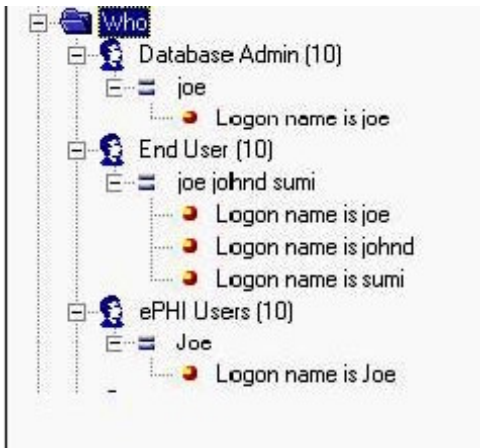 Who
Database Admin (10)
joe
Logon name is joe
End User (10)
joe johnd sumi
Logon name is joe
Logon name is johnd
Logon name is sumi
ePHI Users (10)
Joe
Logon name is Joe